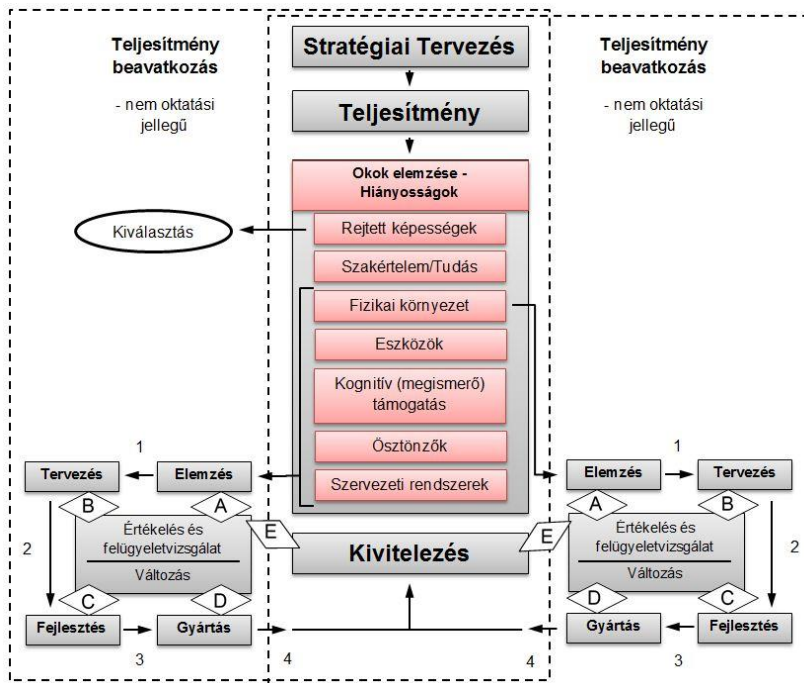 Teljesítmény
beavatkozás
- nem oktatási
jellegű
Stratégiai Tervezés
Teljesítmény
Okok elemzése -
Hiányosságok
Rejtett képességek
Szakértelem/Tudás
Fizikai környezet
Eszközök
Kognitív (megismerő)
támogatás
Ösztönzők
Szervezeti rendszerek
Kivitelezés
Teljesítmény
beavatkozás
- nem oktatási
jellegű
Kiválasztás
1
Tervezés
Elemzés
B
A
E
2
Értékelés és
felügyeletvizsgálat
Változás
C
D
Fejlesztés
Gyártás
3
4
1
Elemzés
Tervezés
A
B
E
Értékelés és
felügyeletvizsgálat
2
Változás
D
C
Gyártás
Fejlesztés
4
3